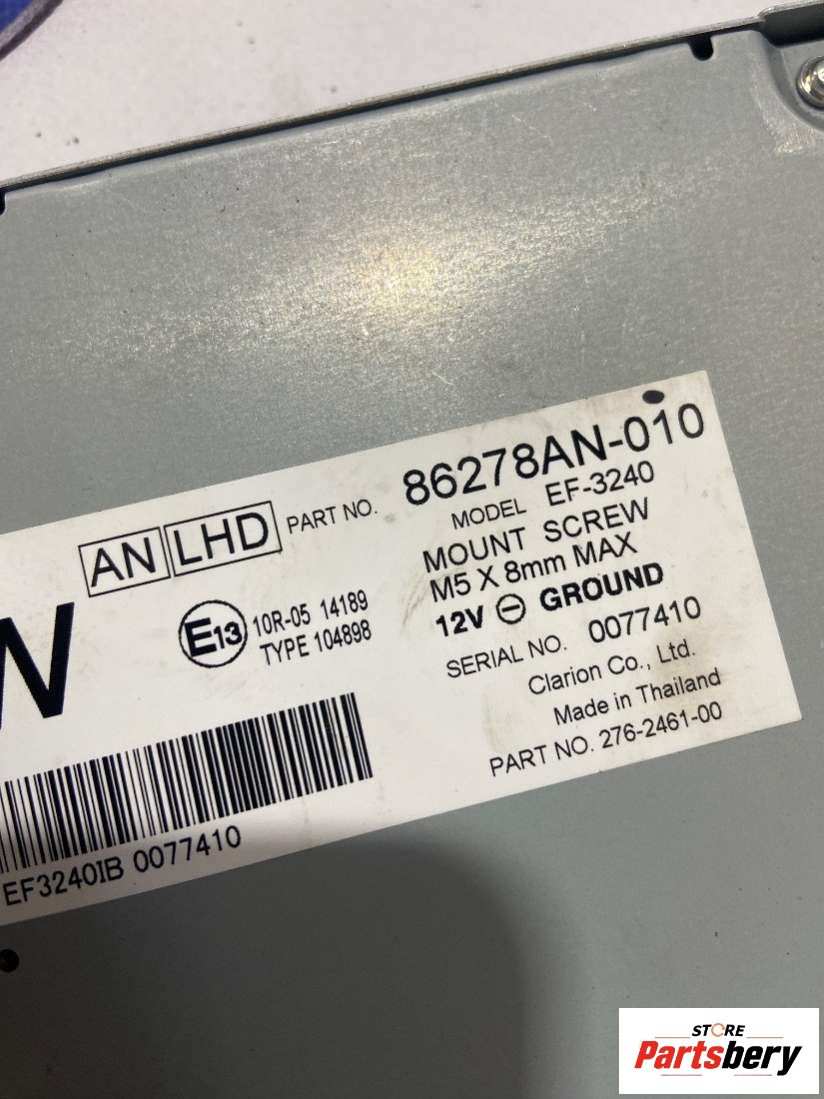 AN LHD PART NO. 86278AN-010
MODEL EF-3240
MOUNT SCREW
M5 X 8mm MAX
12V ⊖ GROUND
E13 10R-05 14189
TYPE 104898
SERIAL NO. 0077410
Clarion Co., Ltd.
Made in Thailand
PART NO. 276-2461-00
EF3240IB 0077410
STORE
Partsbery